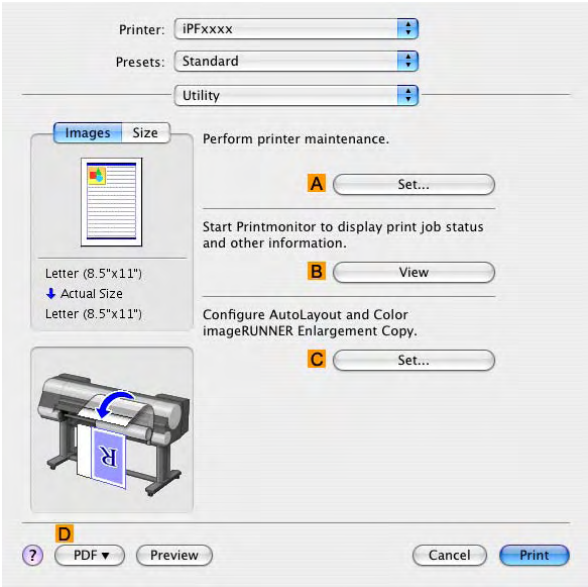 Printer: iPFxxxx
Presets: Standard
Utility
Images Size
Perform printer maintenance.
A Set...
Start Printmonitor to display print job status
and other information.
B View
Letter (8.5"x11")
Actual Size
Letter (8.5"x11")
Configure AutoLayout and Color
imageRUNNER Enlargement Copy.
C Set...
R
D
? PDF ▼ Preview Cancel Print